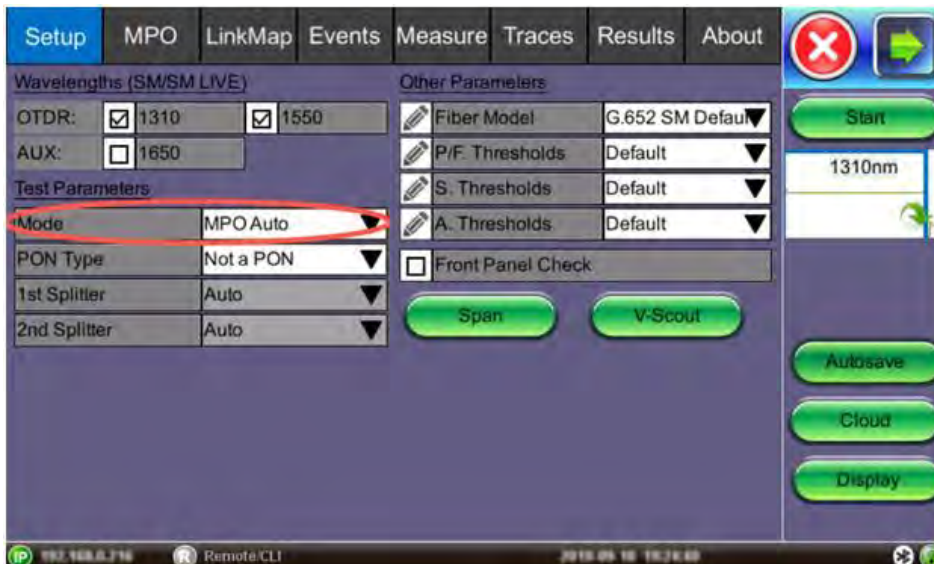 Setup MPO LinkMap Events Measure Traces Results About
Wavelengths (SM/SM LIVE)
OTDR: 1310 1550
AUX: 1650
Test Parameters
Mode MPO Auto
PON Type Not a PON
1st Splitter Auto
2nd Splitter Auto
Other Parameters
Fiber Model G.652 SM Defaul
P/F. Thresholds Default
S. Thresholds Default
A. Thresholds Default
Front Panel Check
Span V-Scout
Start
1310nm
Autosave
Cloud
Display
IP R Remote/CLI